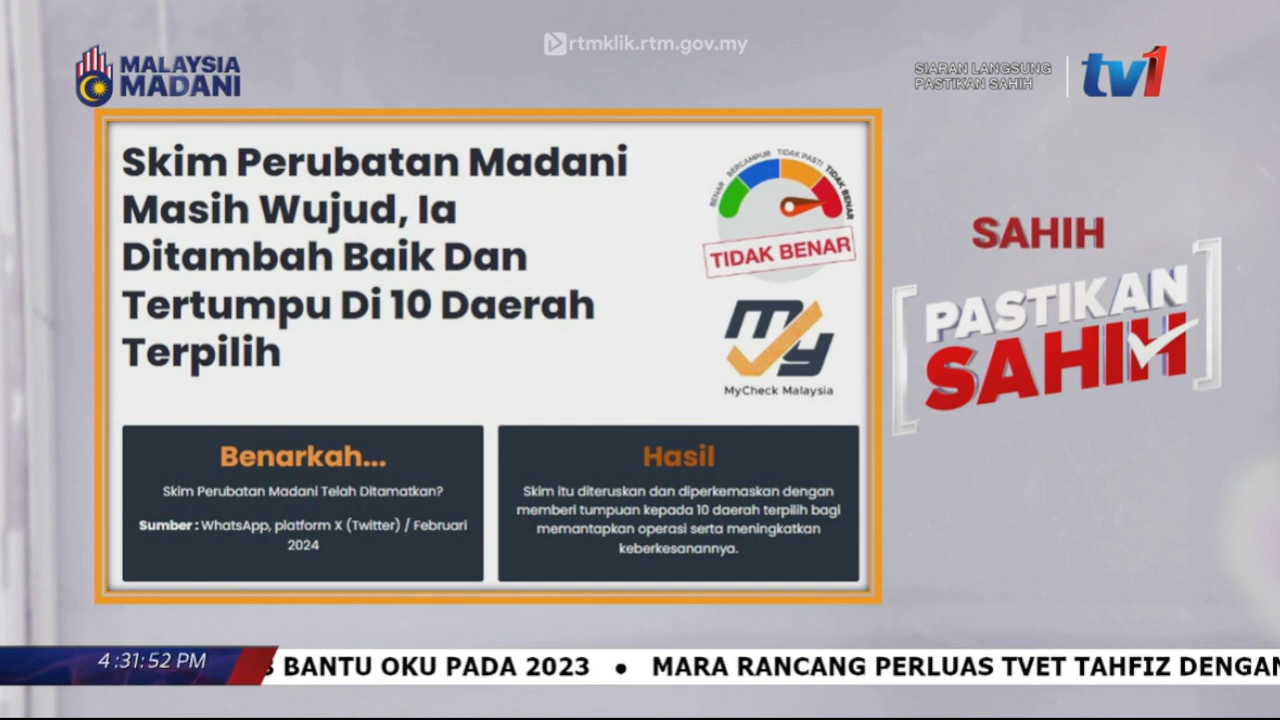 rtmklik.rtm.gov.my
MALAYSIA
MADANI
SIARAN LANGSUNG
PASTIKAN SAHIH
tv1
Skim Perubatan Madani
Masih Wujud, Ia
Ditambah Baik Dan
Tertumpu Di 10 Daerah
Terpilih
BENAR
BERCAMPUR
TIDAK PASTI
TIDAK BENAR
TIDAK BENAR
my
MyCheck Malaysia
SAHIH
PASTIKAN
SAHIH
Benarkah...
Skim Perubatan Madani Telah Ditamatkan?
Sumber : WhatsApp, platform X (Twitter) / Februari
2024
Hasil
Skim itu diteruskan dan diperkemaskan dengan
memberi tumpuan kepada 10 daerah terpilih bagi
memantapkan operasi serta meningkatkan
keberkesanannya.
4:31:52 PM
BANTU OKU PADA 2023 • MARA RANCANG PERLUAS TVET TAHFIZ DENGAN